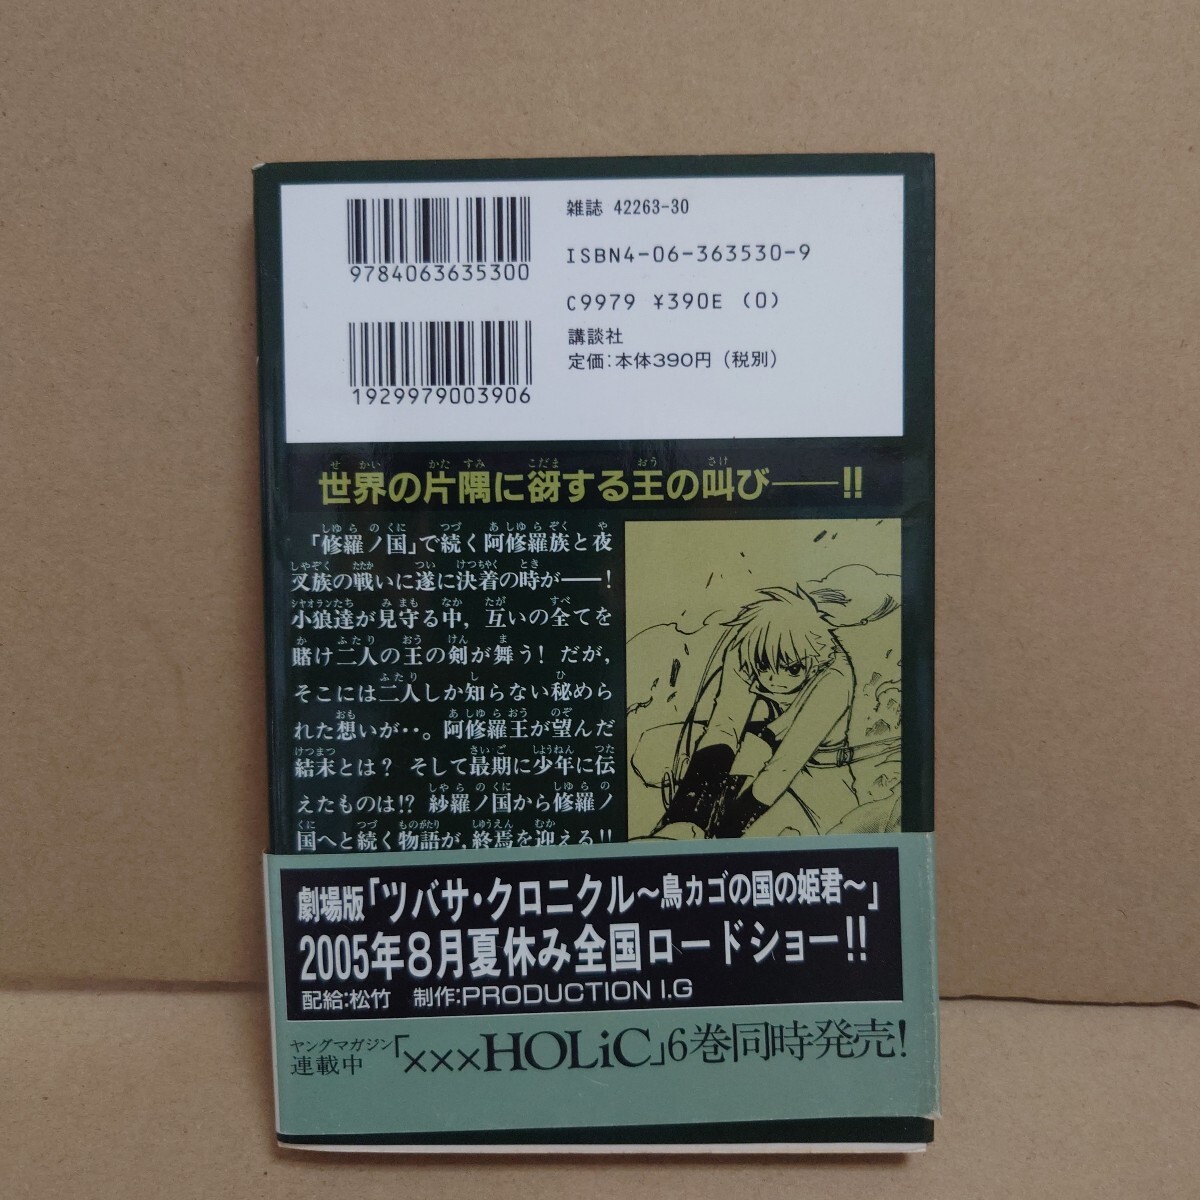 9784063635300
雑誌 42263-30
ISBN4-06-363530-9
C9979 ¥390E (0)
1929979003906
講談社
定価:本体390円(税別)
世界の片隅に谺する王の叫び――!!
「修羅ノ国」で続く阿修羅族と夜
叉族の戦いに遂に決着の時が――!
小狼達が見守る中，互いの全てを
賭け二人の王の剣が舞う! だが，
そこには二人しか知らない秘めら
れた想いが‥。阿修羅王が望んだ
結末とは? そして最期に少年に伝
えたものは!? 紗羅ノ国から修羅ノ
国へと続く物語が，終焉を迎える!!
劇場版「ツバサ・クロニクル〜鳥カゴの国の姫君〜」
2005年8月夏休み全国ロードショー!!
配給:松竹 制作:PRODUCTION I.G
ヤングマガジン
連載中「×××HOLiC」6巻同時発売!